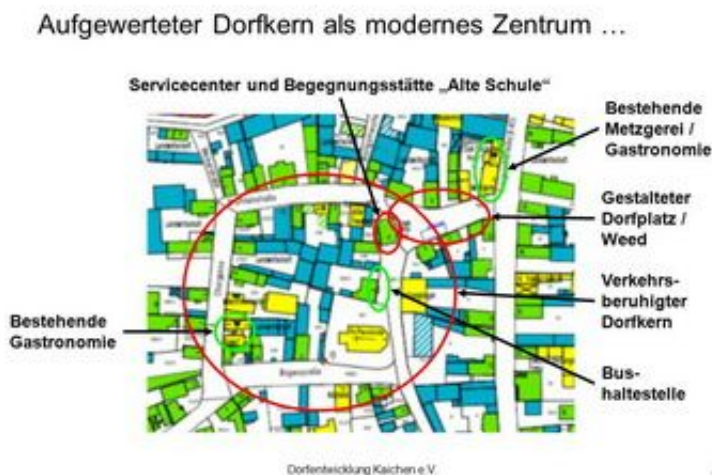 Aufgewerteter Dorfkern als modernes Zentrum ...
Servicecenter und Begegnungsstätte „Alte Schule“
Bestehende
Metzgerei /
Gastronomie
Gestalteter
Dorfplatz /
Weed
Verkehrs-
beruhigter
Dorfkern
Bestehende
Gastronomie
Bus-
haltestelle
Dorfentwicklung Kaichen e.V.